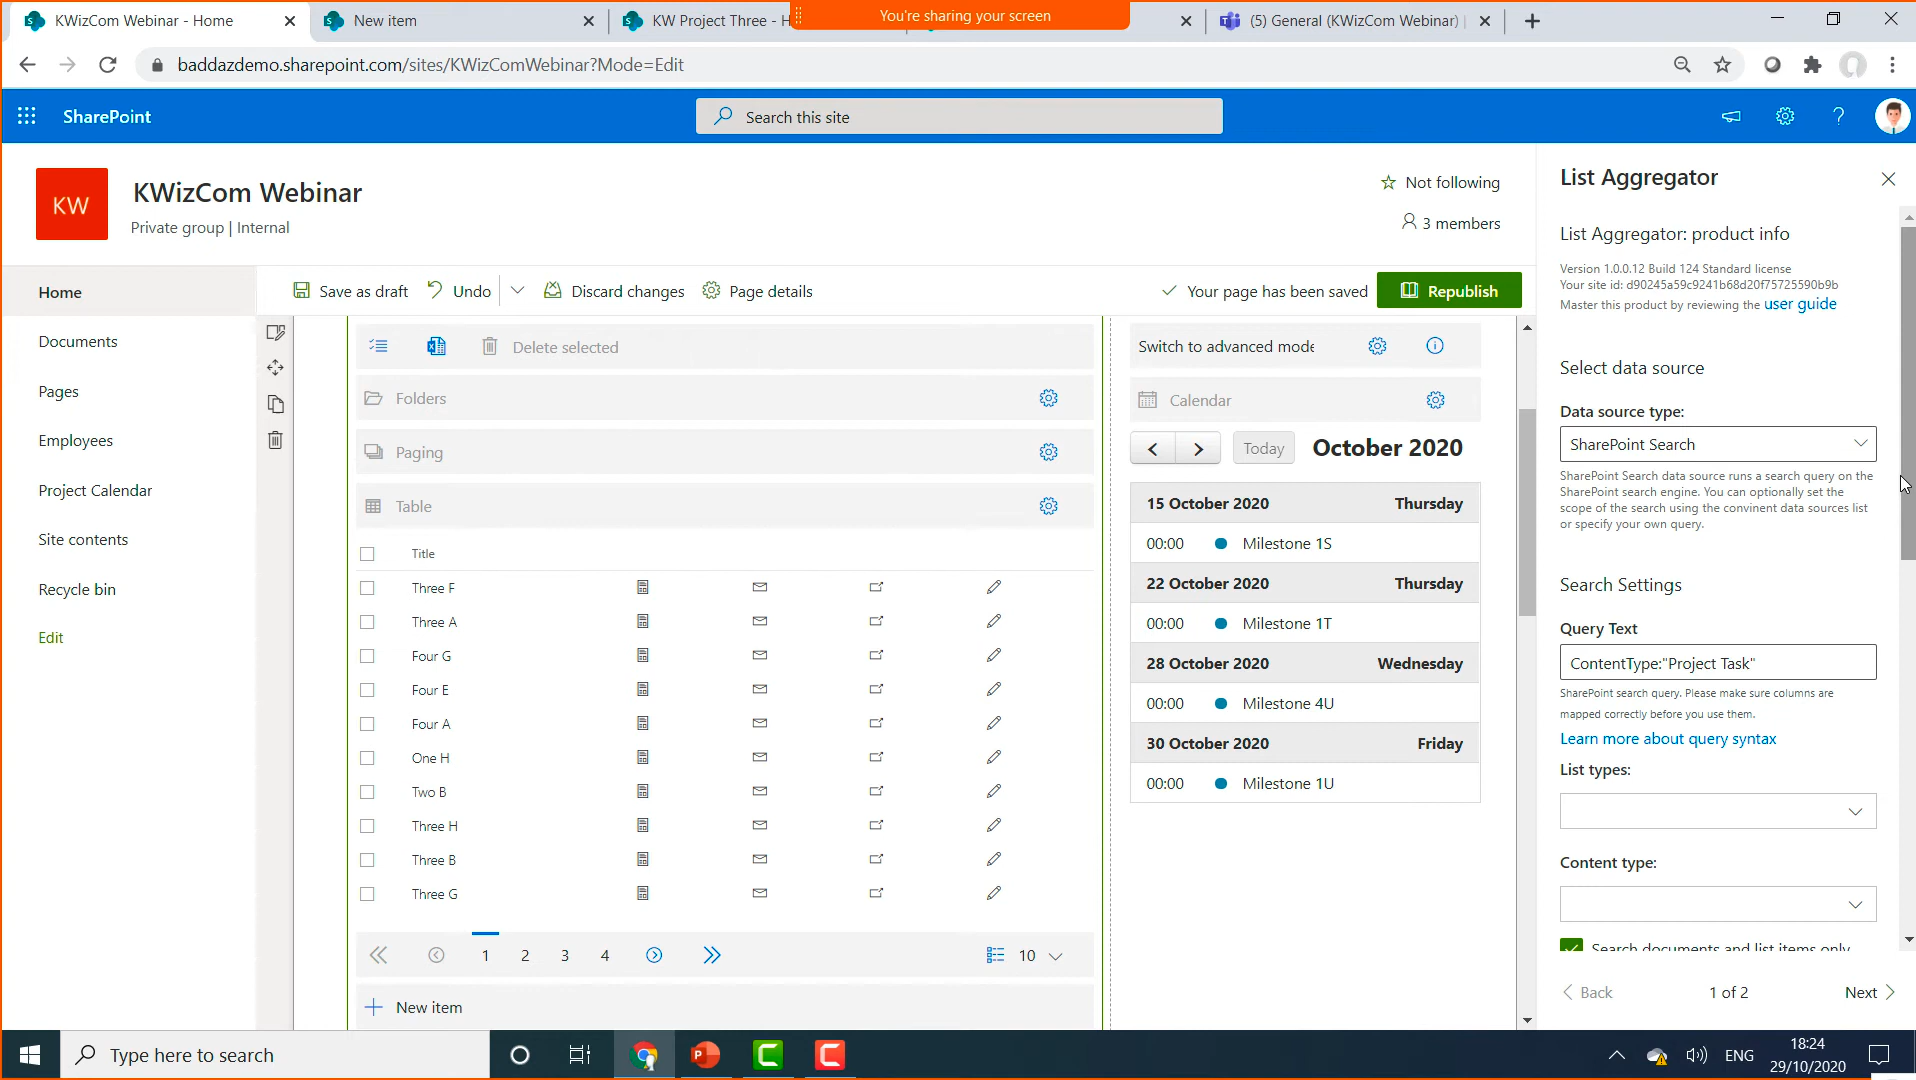 KWizCom Webinar - Home
New item
KW Project Three - H
You're sharing your screen
(5) General (KWizCom Webinar) |
baddazdemo.sharepoint.com/sites/KWizComWebinar?Mode=Edit
SharePoint
Search this site
KW
KWizCom Webinar
Private group | Internal
Not following
3 members
Home
Documents
Pages
Employees
Project Calendar
Site contents
Recycle bin
Edit
Save as draft
Undo
Discard changes
Page details
Your page has been saved
Republish
Delete selected
Folders
Paging
Table
Title
Three F
Three A
Four G
Four E
Four A
One H
Two B
Three H
Three B
Three G
1 2 3 4
10
New item
Switch to advanced mode
Calendar
Today
October 2020
15 October 2020 Thursday
00:00 Milestone 1S
22 October 2020 Thursday
00:00 Milestone 1T
28 October 2020 Wednesday
00:00 Milestone 4U
30 October 2020 Friday
00:00 Milestone 1U
List Aggregator
List Aggregator: product info
Version 1.0.0.12 Build 124 Standard license
Your site id: d90245a59c9241b68d20f75725590b9b
Master this product by reviewing the user guide
Select data source
Data source type:
SharePoint Search
SharePoint Search data source runs a search query on the
SharePoint search engine. You can optionally set the
scope of the search using the convinent data sources list
or specify your own query.
Search Settings
Query Text
ContentType:"Project Task"
SharePoint search query. Please make sure columns are
mapped correctly before you use them.
Learn more about query syntax
List types:
Content type:
Search documents and list items only
Back
1 of 2
Next
Type here to search
ENG
18:24
29/10/2020